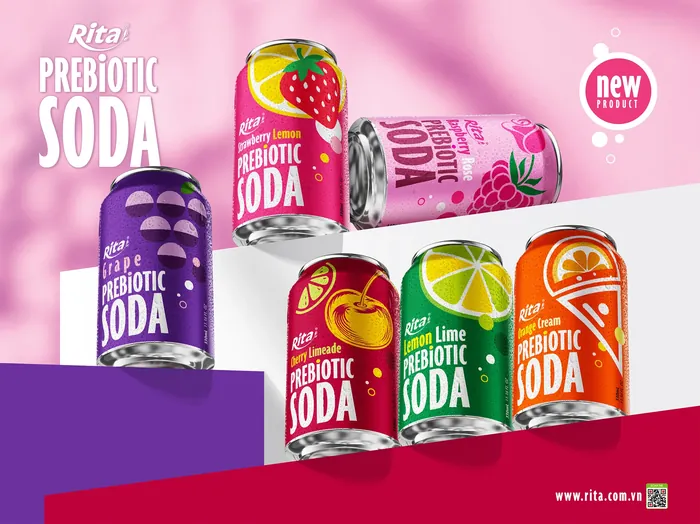 Rita
PREBiOTIC
SODA
new
PRODUCT
Rita
Strawberry Lemon
PREBiOTIC
SODA
Rita
Raspberry Rose
PREBiOTIC
SODA
Rita
Grape
PREBiOTIC
SODA
Rita
Cherry Limeade
PREBiOTIC
SODA
Rita
Lemon Lime
PREBiOTIC
SODA
Rita
Orange Cream
PREBiOTIC
SODA
www.rita.com.vn